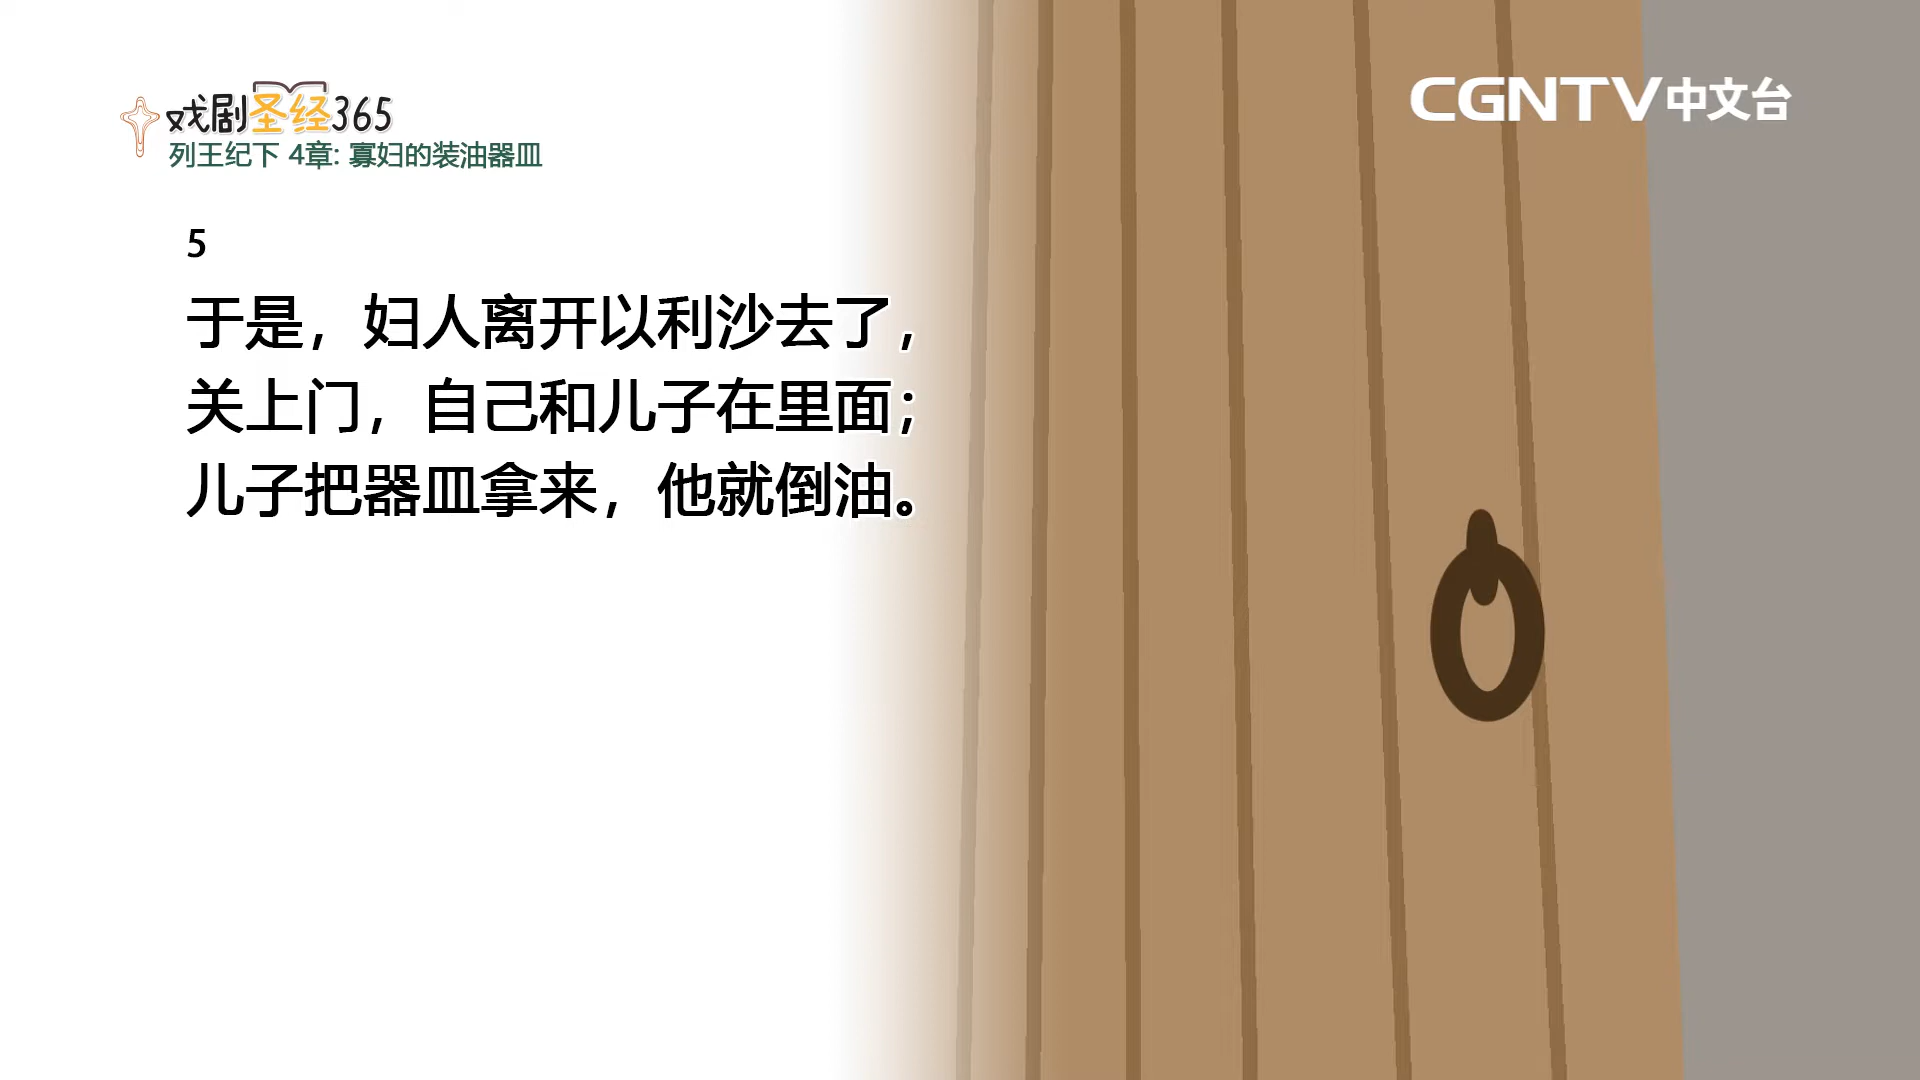 戏剧圣经365
列王纪下 4章: 寡妇的装油器皿
CGNTV中文台
5
于是，妇人离开以利沙去了，
关上门，自己和儿子在里面；
儿子把器皿拿来，他就倒油。